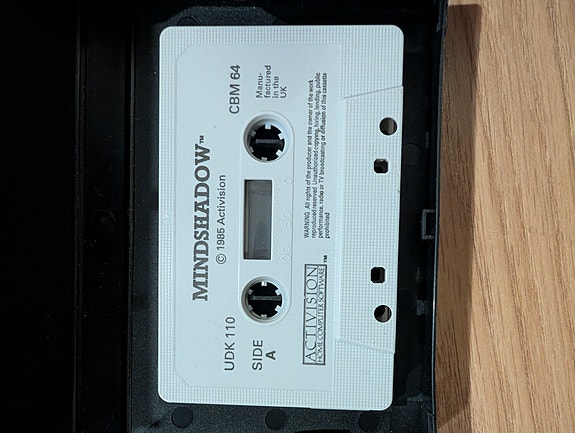 MINDSHADOW™
© 1985 Activision
UDK 110
CBM 64
SIDE
A
Manu-
factured
in the
UK
ACTIVISION™
HOME COMPUTER SOFTWARE
WARNING All rights of the producer and the owner of the work
reproduced reserved Unauthorized copying, hiring, lending, public
performance, radio or TV broadcasting or diffusion of this cassette
prohibited